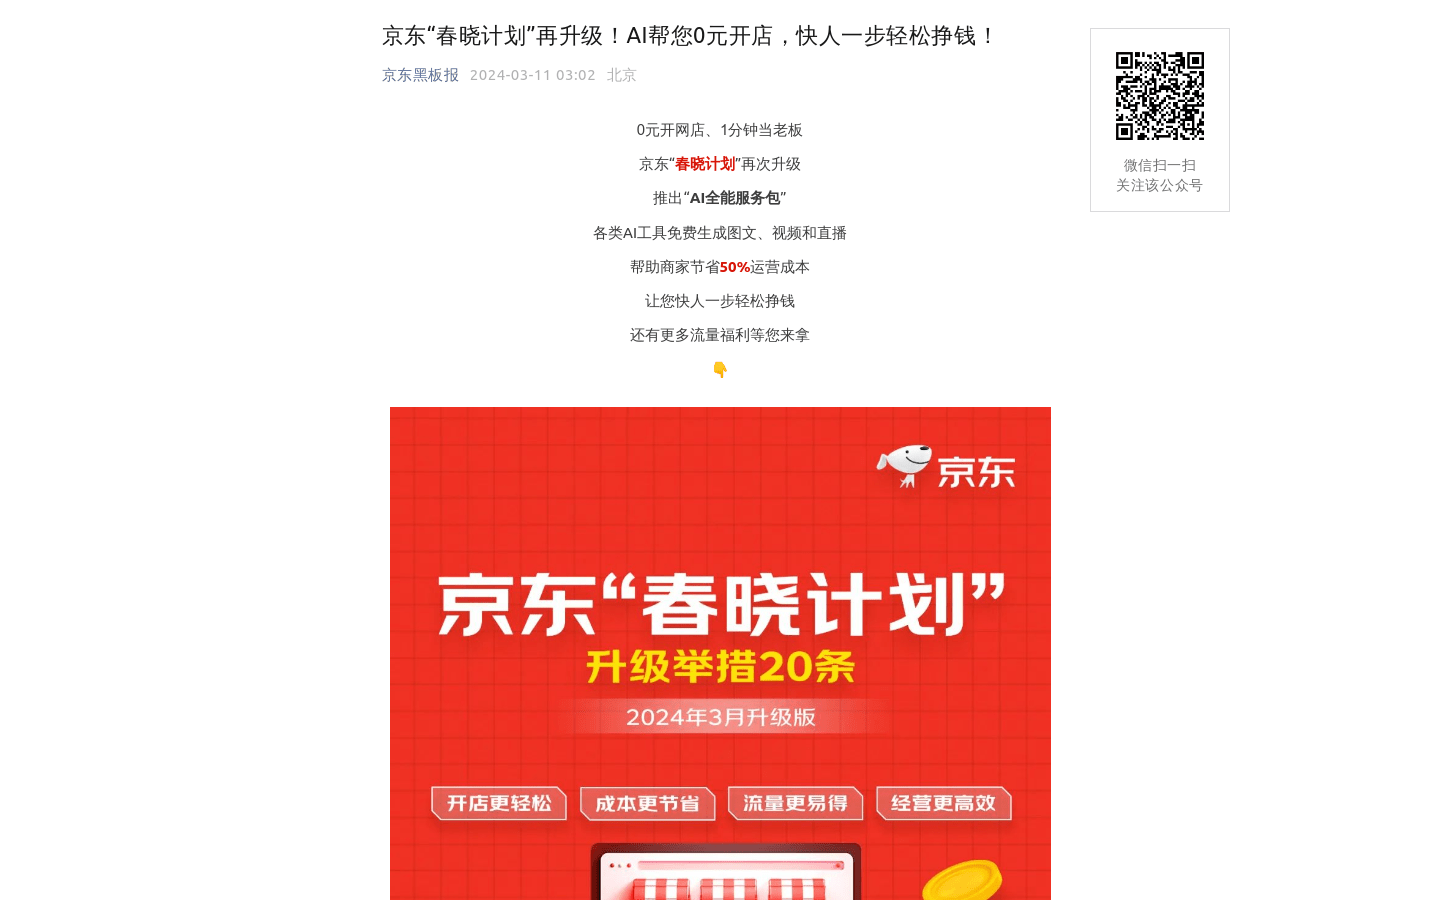 京东“春晓计划”再升级！AI帮您0元开店，快人一步轻松挣钱！
京东黑板报 2024-03-11 03:02 北京
微信扫一扫
关注该公众号
0元开网店、1分钟当老板
京东“春晓计划”再次升级
推出“AI全能服务包”
各类AI工具免费生成图文、视频和直播
帮助商家节省50%运营成本
让您快人一步轻松挣钱
还有更多流量福利等您来拿
👇
京东
京东“春晓计划”
升级举措20条
2024年3月升级版
开店更轻松 成本更节省 流量更易得 经营更高效